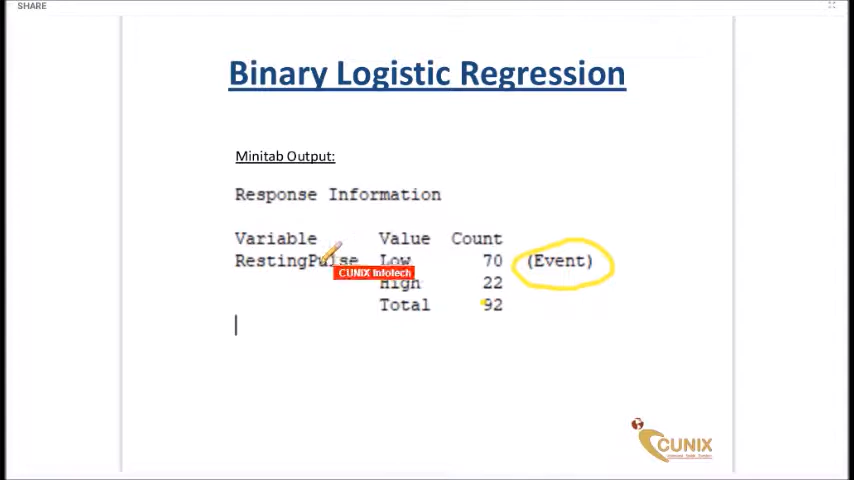 SHARE
Binary Logistic Regression
Minitab Output:
Response Information
Variable Value Count
RestingPulse Low 70 (Event)
CUNIX Infotech
High 22
Total 92
CUNIX